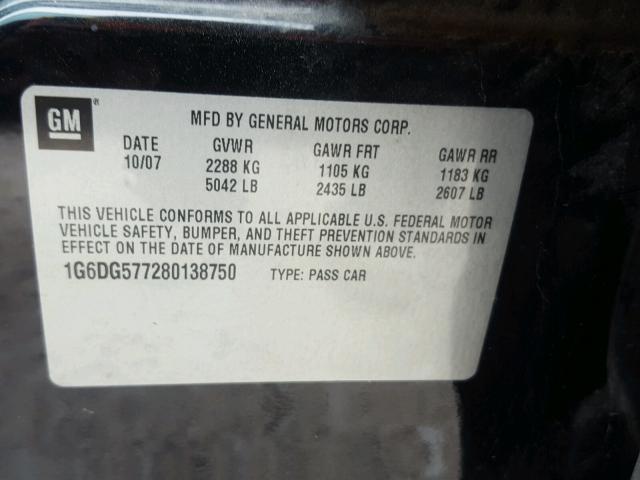 GM®
MFD BY GENERAL MOTORS CORP.
DATE GVWR GAWR FRT GAWR RR
10/07 2288 KG 1105 KG 1183 KG
5042 LB 2435 LB 2607 LB
THIS VEHICLE CONFORMS TO ALL APPLICABLE U.S. FEDERAL MOTOR
VEHICLE SAFETY, BUMPER, AND THEFT PREVENTION STANDARDS IN
EFFECT ON THE DATE OF MANUFACTURE SHOWN ABOVE.
1G6DG577280138750 TYPE: PASS CAR